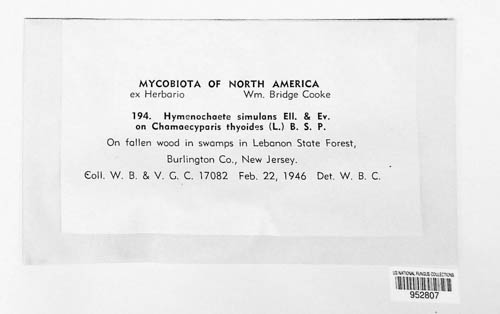 MYCOBIOTA OF NORTH AMERICA
ex Herbario Wm. Bridge Cooke
194. Hymenochaete simulans Ell. & Ev.
on Chamaecyparis thyoides (L.) B. S. P.
On fallen wood in swamps in Lebanon State Forest,
Burlington Co., New Jersey.
Coll. W. B. & V. G. C. 17082 Feb. 22, 1946 Det. W. B. C.
US NATIONAL FUNGUS COLLECTIONS
952807